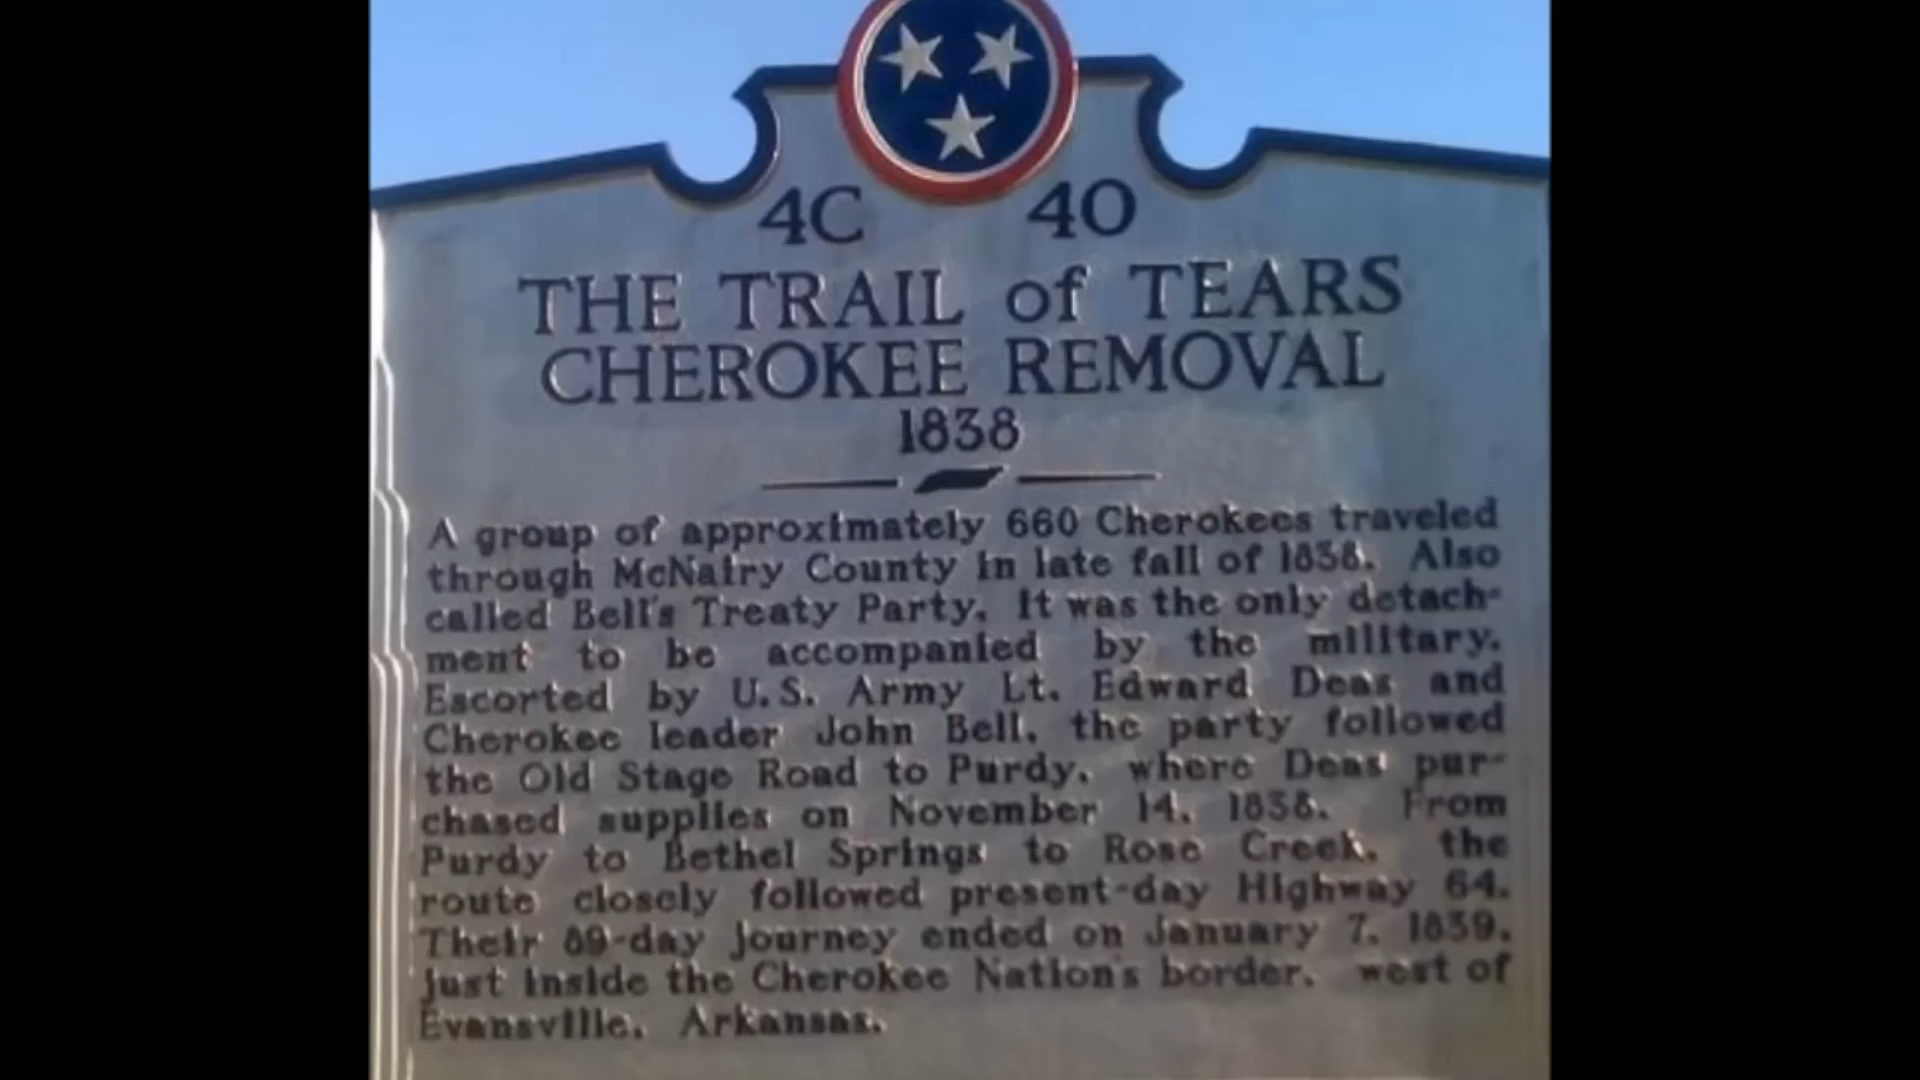 4C 40
THE TRAIL of TEARS
CHEROKEE REMOVAL
1838
A group of approximately 660 Cherokees traveled
through McNairy County in late fall of 1838. Also
called Bell's Treaty Party, It was the only detach-
ment to be accompanied by the military.
Escorted by U.S. Army Lt. Edward Deas and
Cherokee leader John Bell, the party followed
the Old Stage Road to Purdy, where Deas pur-
chased supplies on November 14, 1838. From
Purdy to Bethel Springs to Rose Creek, the
route closely followed present-day Highway 64.
Their 89-day journey ended on January 7, 1839,
just inside the Cherokee Nation's border, west of
Evansville, Arkansas.